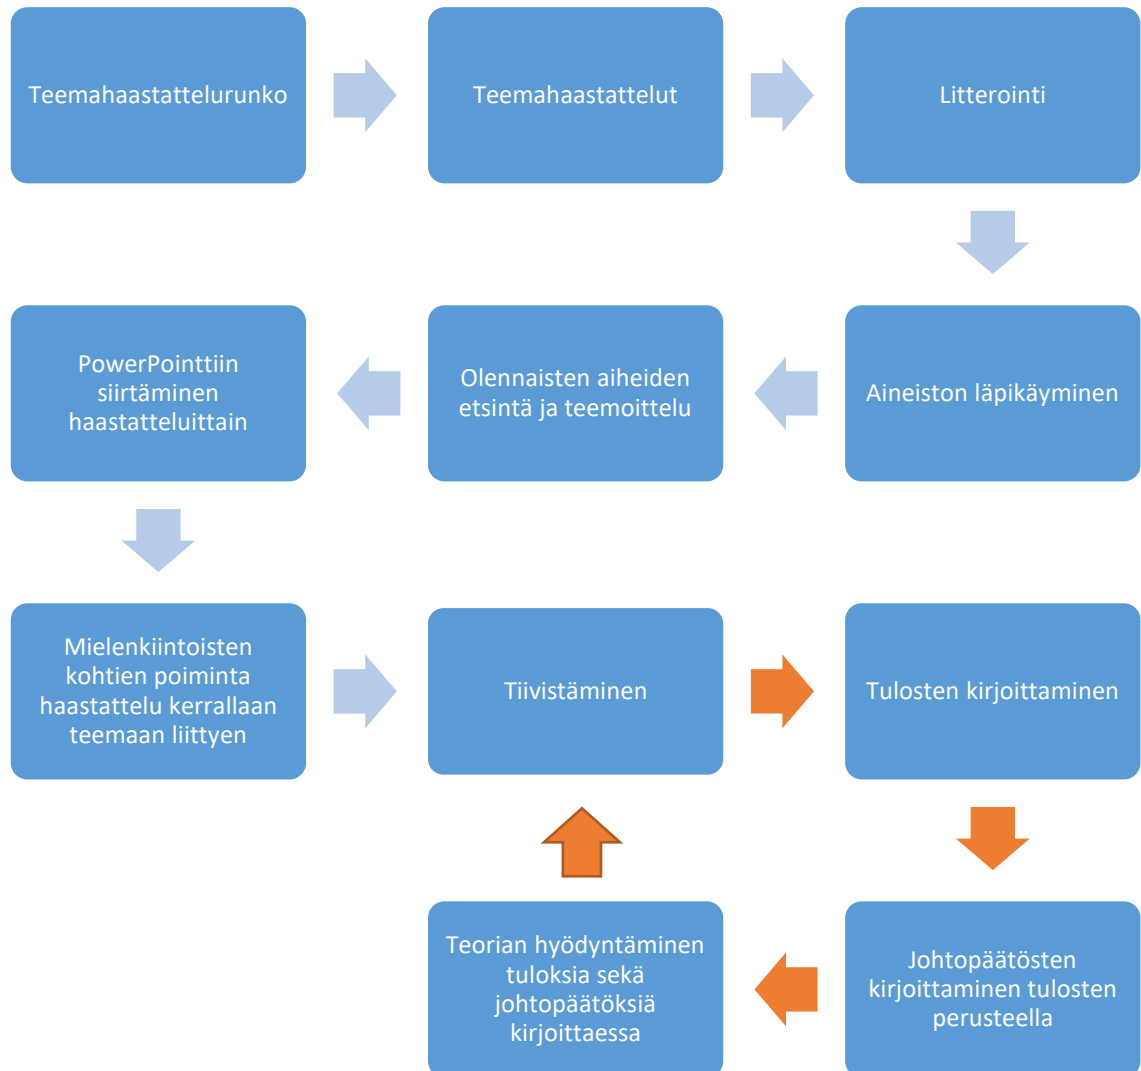 Teemahaastattelurunko
Teemahaastattelut
Litterointi
Aineiston läpikäyminen
Olennaisten aiheiden
etsintä ja teemoittelu
PowerPointtiin
siirtäminen
haastatteluittain
Mielenkiintoisten
kohtien poiminta
haastattelu kerrallaan
teemaan liittyen
Tiivistäminen
Tulosten kirjoittaminen
Johtopäätösten
kirjoittaminen tulosten
perusteella
Teorian hyödyntäminen
tuloksia sekä
johtopäätöksiä
kirjoittaessa